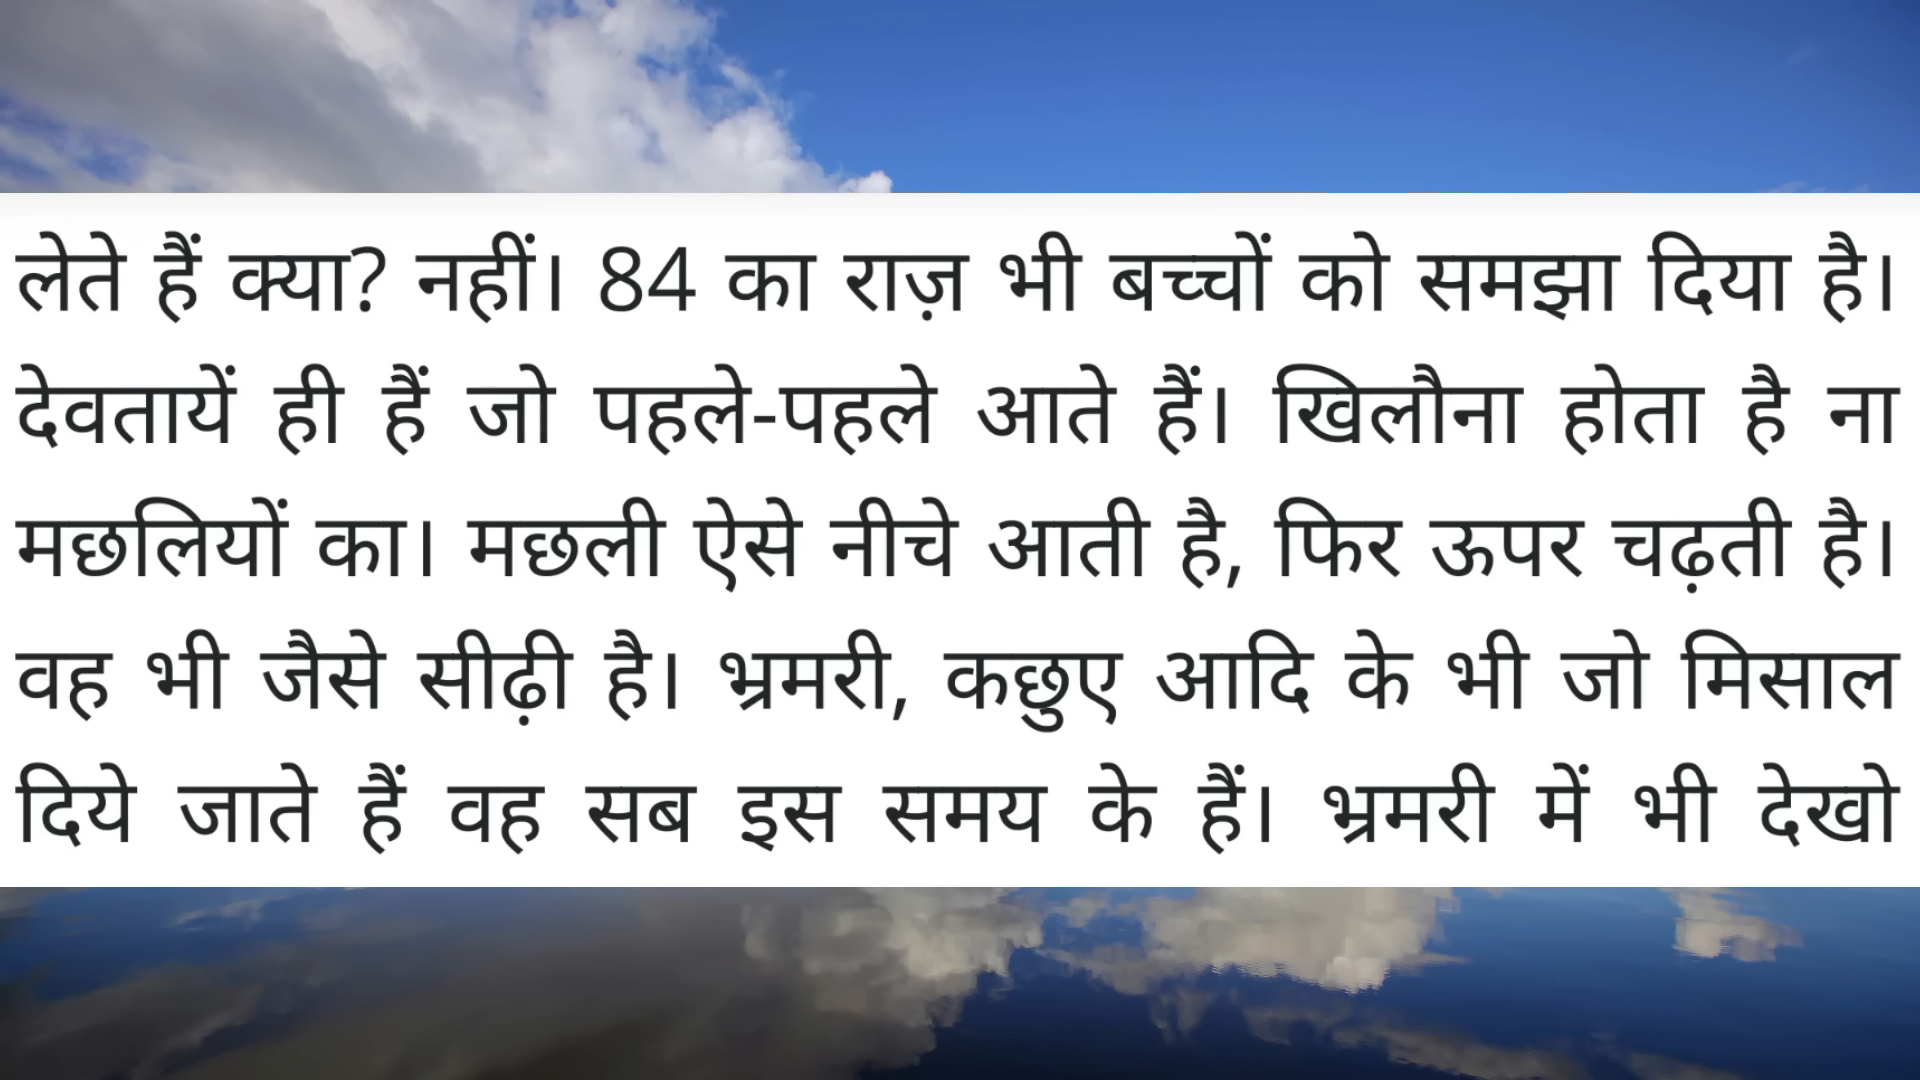 लेते हैं क्या? नहीं। 84 का राज़ भी बच्चों को समझा दिया है।
देवतायें ही हैं जो पहले-पहले आते हैं। खिलौना होता है ना
मछलियों का। मछली ऐसे नीचे आती है, फिर ऊपर चढ़ती है।
वह भी जैसे सीढ़ी है। भ्रमरी, कछुए आदि के भी जो मिसाल
दिये जाते हैं वह सब इस समय के हैं। भ्रमरी में भी देखो